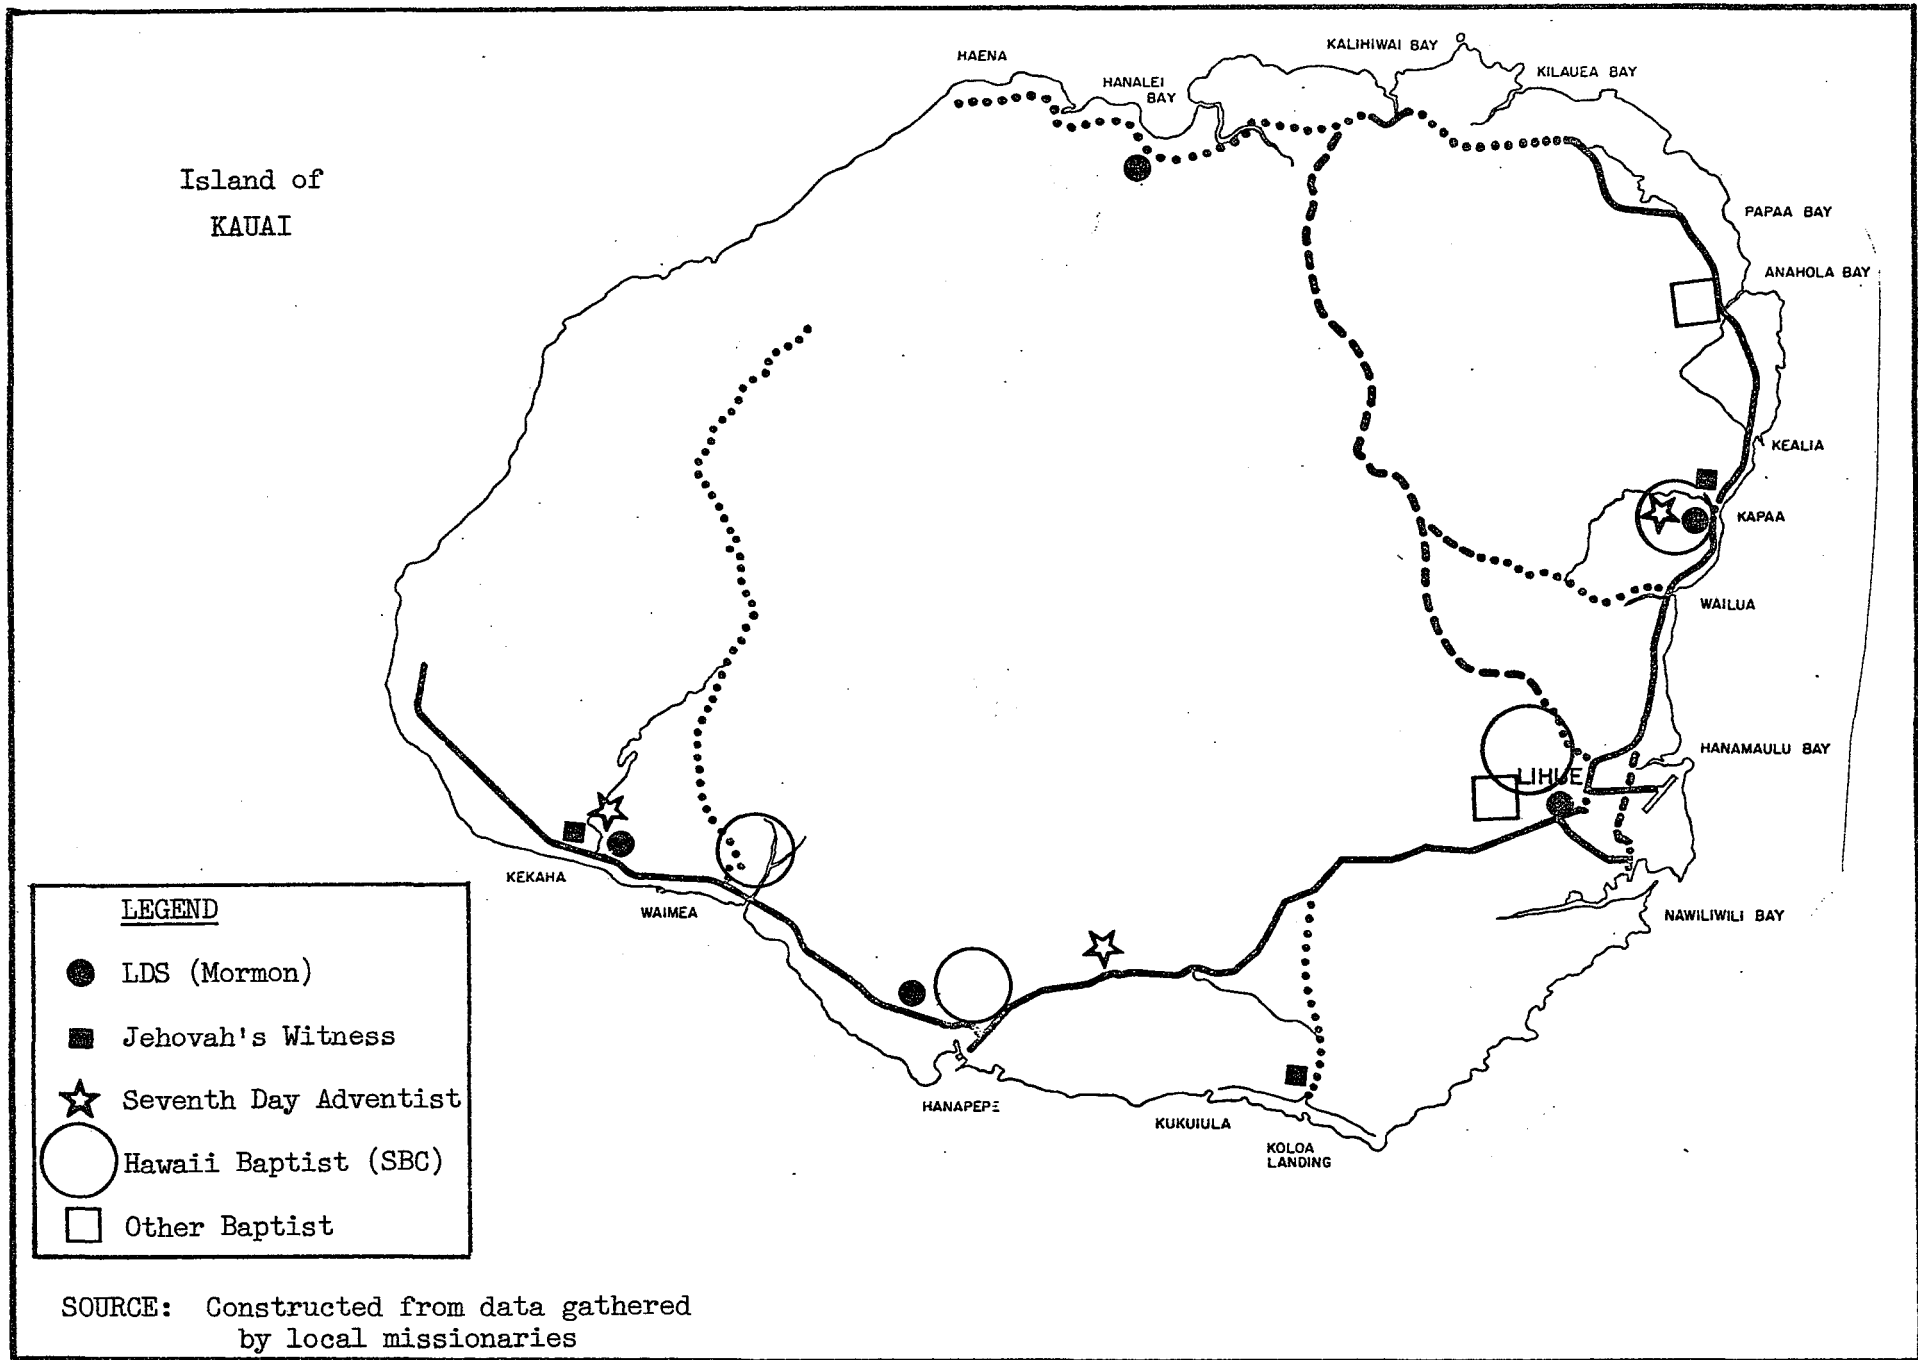 Island of
KAUAI
HAENA
HANALEI
BAY
KALIHIWAI BAY
KILAUEA BAY
PAPAA BAY
ANAHOLA BAY
KEALIA
KAPAA
WAILUA
HANAMAULU BAY
LIHUE
NAWILIWILI BAY
KEKAHA
WAIMEA
HANAPEPE
KUKUIULA
KOLOA
LANDING
LEGEND
LDS (Mormon)
Jehovah's Witness
Seventh Day Adventist
Hawaii Baptist (SBC)
Other Baptist
SOURCE: Constructed from data gathered
by local missionaries